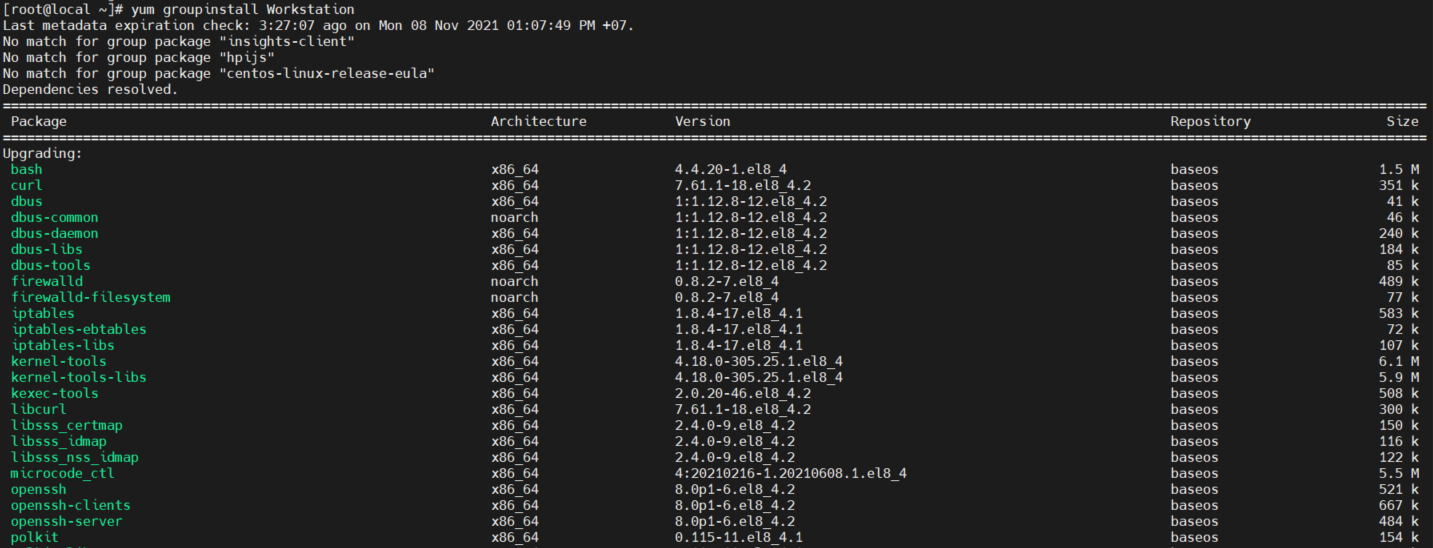 [root@local ~]# yum groupinstall Workstation
Last metadata expiration check: 3:27:07 ago on Mon 08 Nov 2021 01:07:49 PM +07.
No match for group package "insights-client"
No match for group package "hpijs"
No match for group package "centos-linux-release-eula"
Dependencies resolved.
Package Architecture Version Repository Size
Upgrading:
bash x86_64 4.4.20-1.el8_4 baseos 1.5 M
curl x86_64 7.61.1-18.el8_4.2 baseos 351 k
dbus x86_64 1:1.12.8-12.el8_4.2 baseos 41 k
dbus-common noarch 1:1.12.8-12.el8_4.2 baseos 46 k
dbus-daemon x86_64 1:1.12.8-12.el8_4.2 baseos 240 k
dbus-libs x86_64 1:1.12.8-12.el8_4.2 baseos 184 k
dbus-tools x86_64 1:1.12.8-12.el8_4.2 baseos 85 k
firewalld noarch 0.8.2-7.el8_4 baseos 489 k
firewalld-filesystem noarch 0.8.2-7.el8_4 baseos 77 k
iptables x86_64 1.8.4-17.el8_4.1 baseos 583 k
iptables-ebtables x86_64 1.8.4-17.el8_4.1 baseos 72 k
iptables-libs x86_64 1.8.4-17.el8_4.1 baseos 107 k
kernel-tools x86_64 4.18.0-305.25.1.el8_4 baseos 6.1 M
kernel-tools-libs x86_64 4.18.0-305.25.1.el8_4 baseos 5.9 M
kexec-tools x86_64 2.0.20-46.el8_4.2 baseos 508 k
libcurl x86_64 7.61.1-18.el8_4.2 baseos 300 k
libsss_certmap x86_64 2.4.0-9.el8_4.2 baseos 150 k
libsss_idmap x86_64 2.4.0-9.el8_4.2 baseos 116 k
libsss_nss_idmap x86_64 2.4.0-9.el8_4.2 baseos 122 k
microcode_ctl x86_64 4:20210216-1.20210608.1.el8_4 baseos 5.5 M
openssh x86_64 8.0p1-6.el8_4.2 baseos 521 k
openssh-clients x86_64 8.0p1-6.el8_4.2 baseos 667 k
openssh-server x86_64 8.0p1-6.el8_4.2 baseos 484 k
polkit x86_64 0.115-11.el8_4.1 baseos 154 k